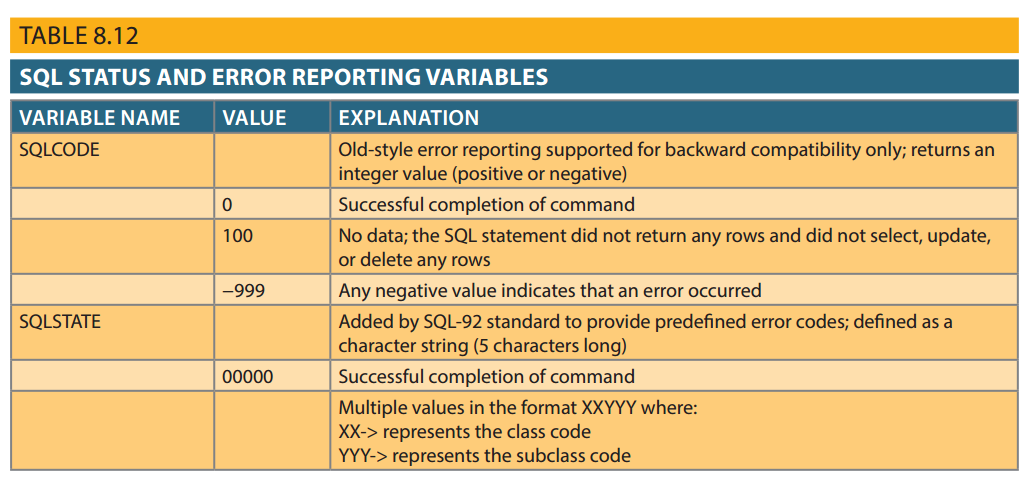 TABLE 8.12
SQL STATUS AND ERROR REPORTING VARIABLES
VARIABLE NAME VALUE EXPLANATION
SQLCODE Old-style error reporting supported for backward compatibility only; returns an
integer value (positive or negative)
0 Successful completion of command
100 No data; the SQL statement did not return any rows and did not select, update,
or delete any rows
−999 Any negative value indicates that an error occurred
SQLSTATE Added by SQL-92 standard to provide predefined error codes; defined as a
character string (5 characters long)
00000 Successful completion of command
Multiple values in the format XXYYY where:
XX-> represents the class code
YYY-> represents the subclass code